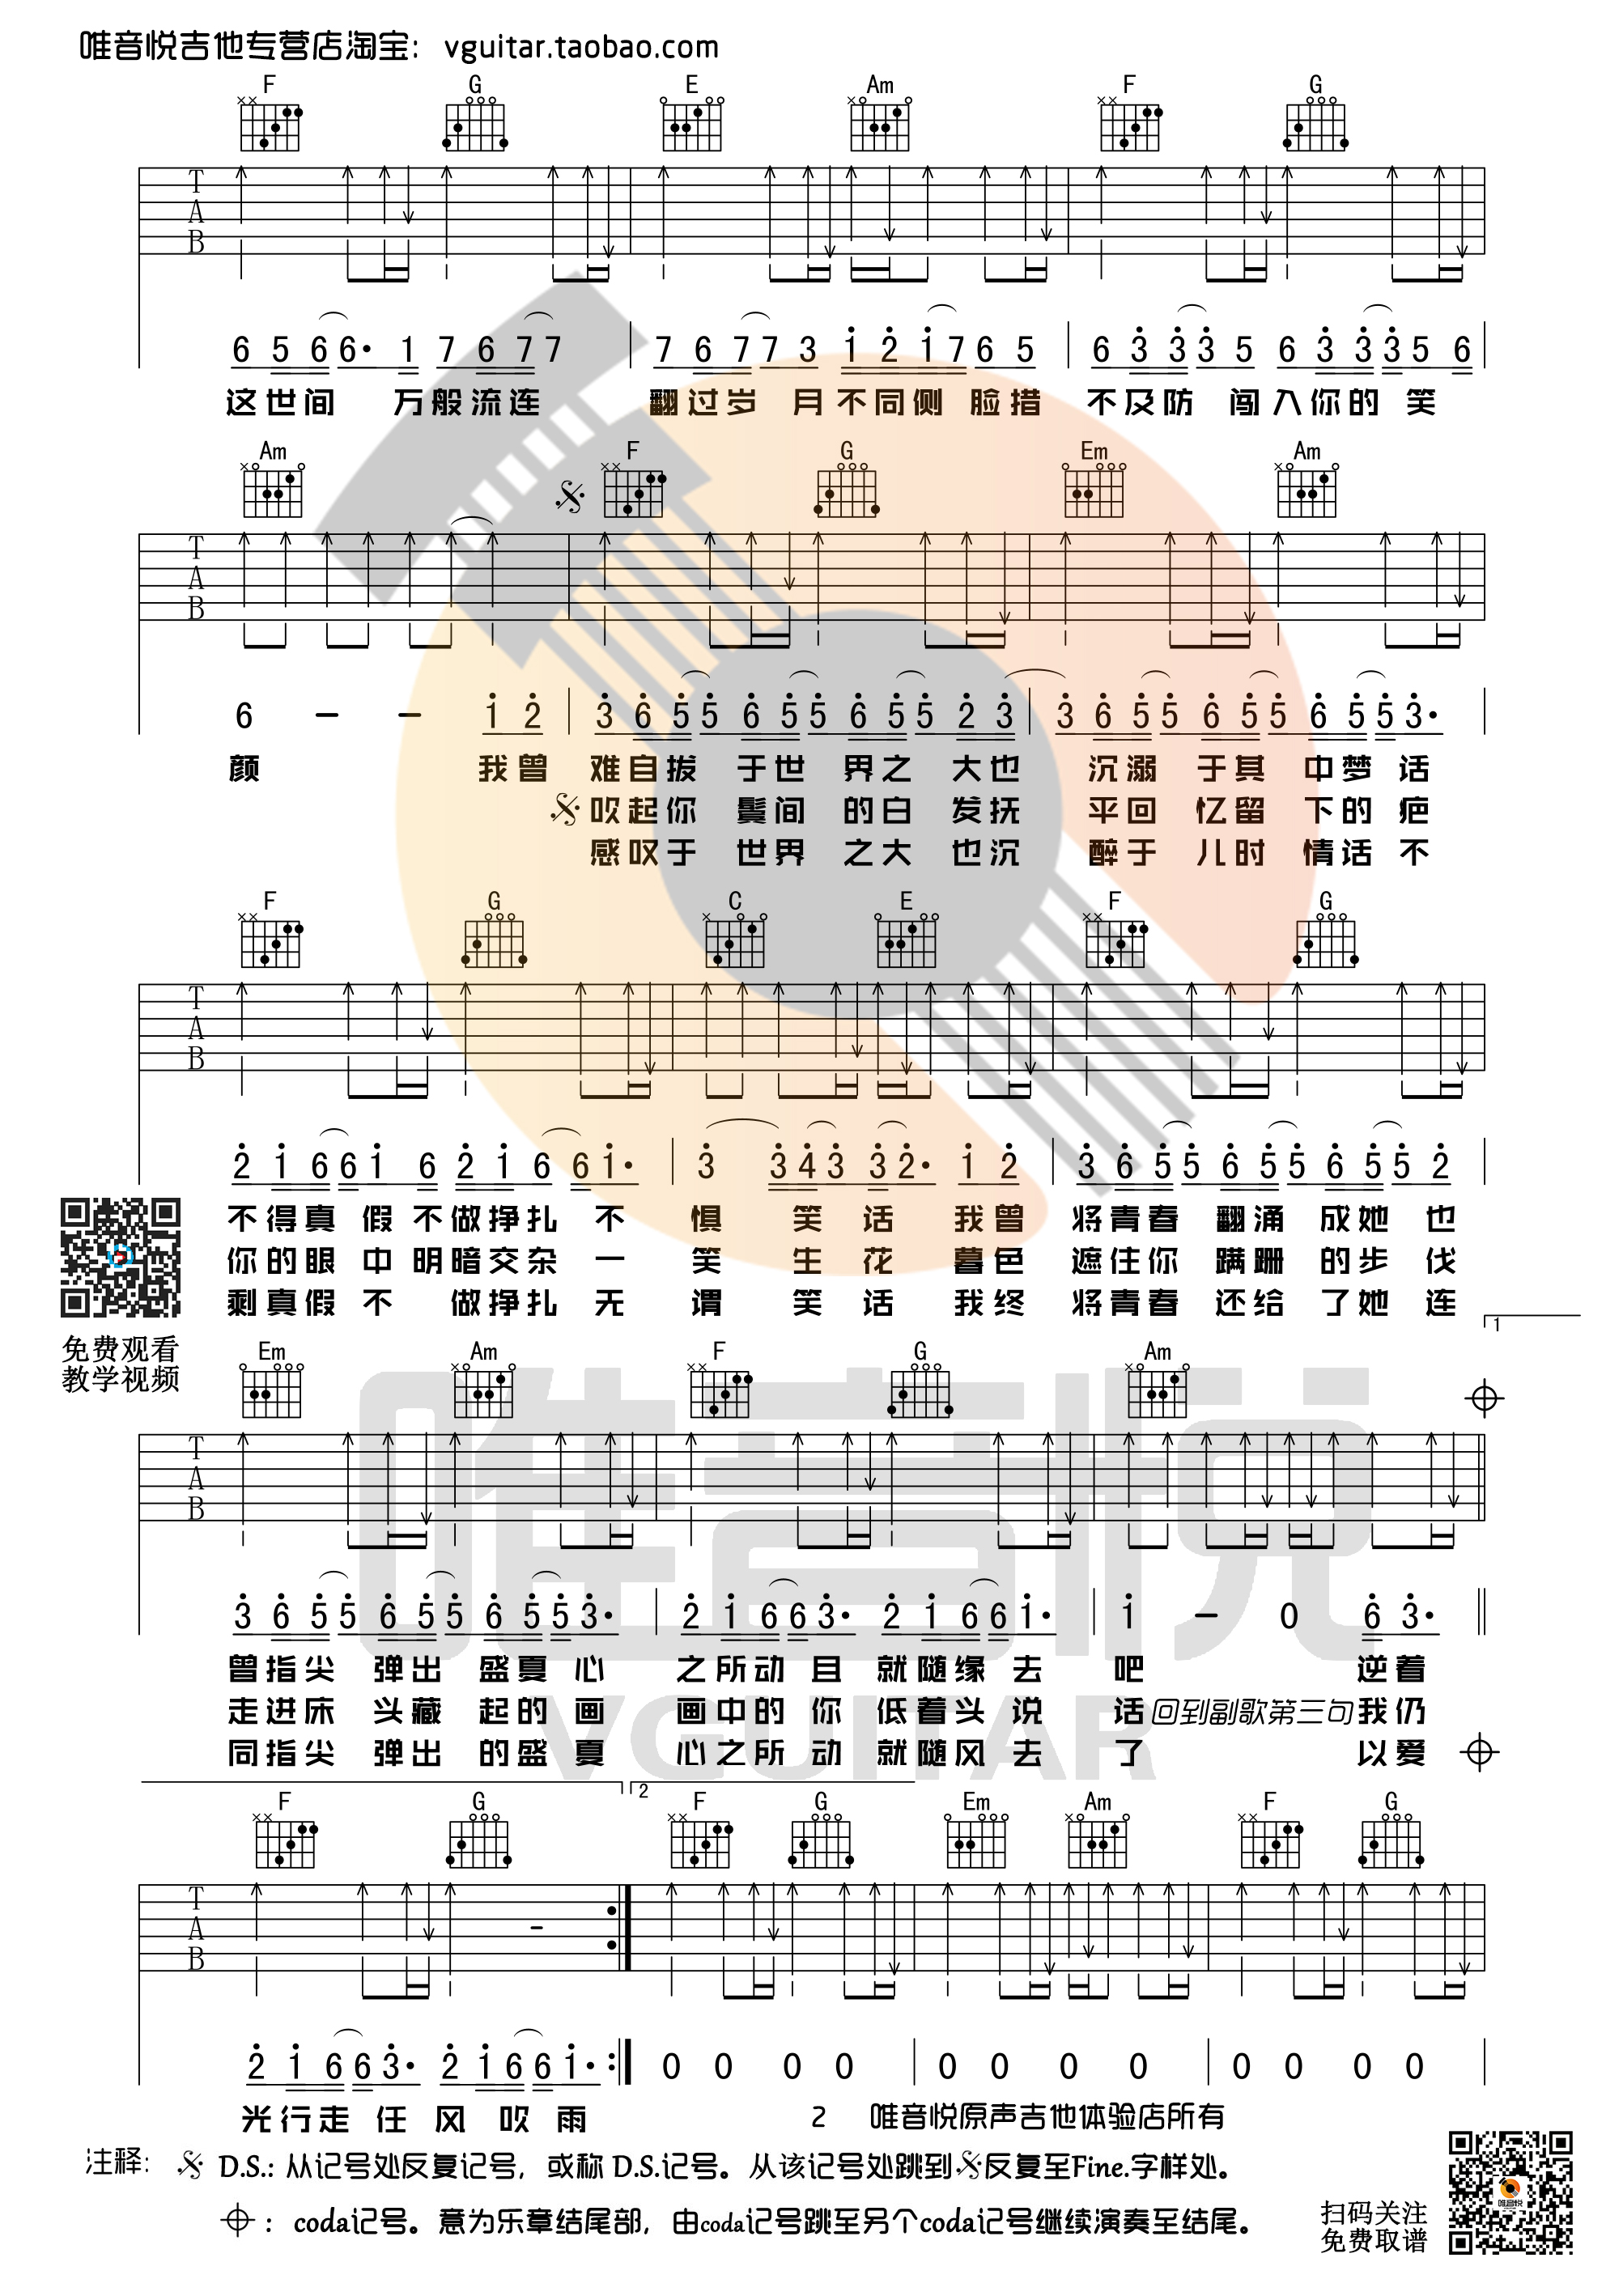 唯音悦吉他专营店淘宝：vguitar.taobao.com
F G E Am F G
T
A
B
6 5 6 6· 1 7 6 7 7 | 7 6 7 7 3 1 2 1 7 6 5 | 6 3 3 3 5 6 3 3 3 5 6
这世间 万般流连 翻过岁 月不同侧 脸措 不及防 闯入你的 笑
Am F G Em Am
T
A
B
6 － － 1 2 | 3 6 5 5 6 5 5 6 5 5 2 3 | 3 6 5 5 6 5 5 6 5 5 3·
颜 我曾 难自拔 于世 界之 大也 沉溺 于其 中梦 话
吹起你 鬓间 的白 发抚 平回 忆留 下的 疤
感叹于 世界 之大 也沉 醉于 儿时 情话 不
F G C E F G
T
A
B
2 1 6 6 1 6 2 1 6 6 1· | 3 3 4 3 3 2· 1 2 | 3 6 5 5 6 5 5 6 5 5 2
不得真 假 不做挣扎 不 惧 笑 话 我曾 将青春 翻涌 成她 也
你的眼 中 明暗交杂 一 笑 生 花 暮色 遮住你 蹒跚 的步 伐
剩真假 不 做挣扎 无 谓 笑 话 我终 将青春 还给 了她 连
免费观看
教学视频
1
Em Am F G Am
T
A
B
3 6 5 5 6 5 5 6 5 5 3· | 2 1 6 6 3· 2 1 6 6 1· | 1 － 0 6 3·
曾指尖 弹出 盛夏 心 之所动 且 就随缘 去 吧 逆着
走进床 头藏 起的 画 画中的 你 低着头 说 话 回到副歌第三句 我仍
同指尖 弹出 的盛 夏 心之所 动 就随风 去 了 以爱
唯音悦
VGUITAR
2
F G F G Em Am F G
T
A
B
2 1 6 6 3· 2 1 6 6 1· :| 0 0 0 0 | 0 0 0 0 | 0 0 0 0
光行走 任 风 吹 雨
2 唯音悦原声吉他体验店所有
注释： D.S.：从记号处反复记号，或称 D.S.记号。从该记号处跳到反复至Fine.字样处。
：coda记号。意为乐章结尾部，由coda记号跳至另个coda记号继续演奏至结尾。
唯音悦
扫码关注
免费取谱